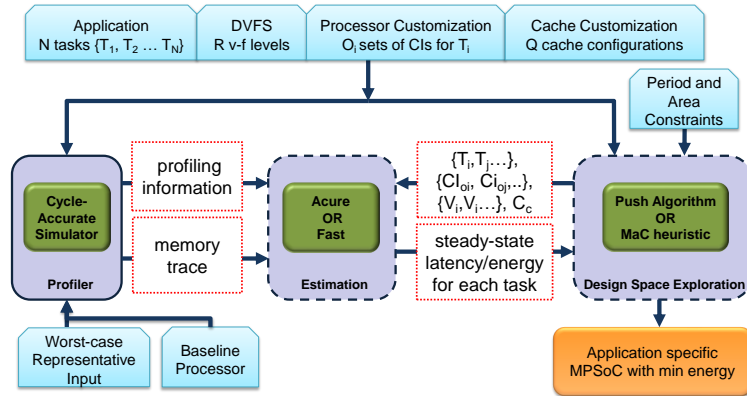 Application
N tasks {T1, T2 … TN}
DVFS
R v-f levels
Processor Customization
Oi sets of CIs for Ti
Cache Customization
Q cache configurations
Period and
Area
Constraints
profiling
information
{Ti,Tj…},
{CIoi, Cioj,..},
{Vi,Vi…}, Cc
Cycle-
Accurate
Simulator
Acure
OR
Fast
Push Algorithm
OR
MaC heuristic
memory
trace
steady-state
latency/energy
for each task
Profiler
Estimation
Design Space Exploration
Worst-case
Representative
Input
Baseline
Processor
Application specific
MPSoC with min energy